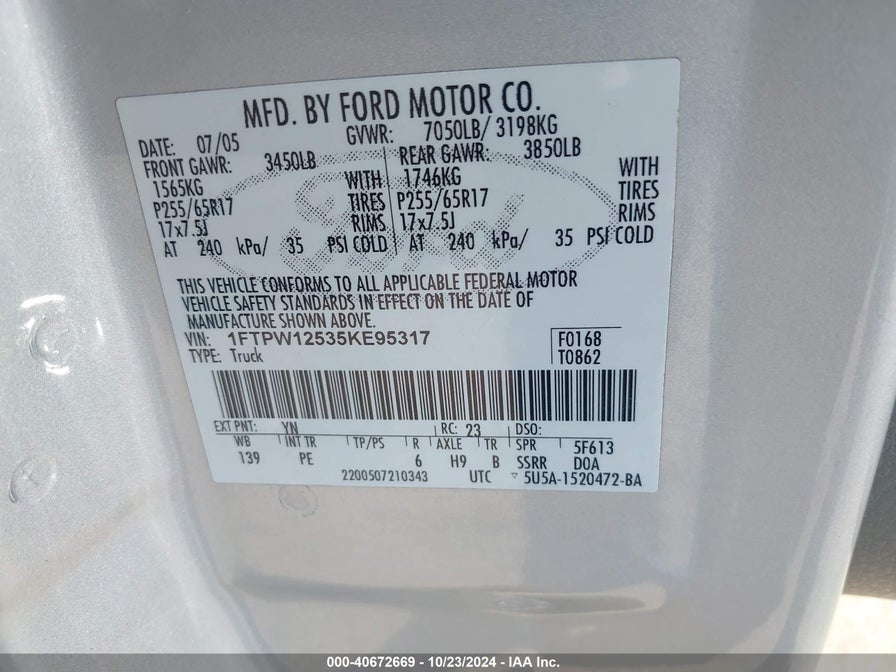 MFD. BY FORD MOTOR CO.
DATE: 07/05 GVWR: 7050LB/ 3198KG
FRONT GAWR: 3450LB REAR GAWR: 3850LB
1565KG WITH 1746KG WITH
P255/65R17 TIRES P255/65R17 TIRES
17x7.5J RIMS 17x7.5J RIMS
AT 240 kPa/ 35 PSI COLD AT 240 kPa/ 35 PSI COLD
THIS VEHICLE CONFORMS TO ALL APPLICABLE FEDERAL MOTOR
VEHICLE SAFETY STANDARDS IN EFFECT ON THE DATE OF
MANUFACTURE SHOWN ABOVE.
VIN: 1FTPW12535KE95317 F0168
TYPE: Truck T0862
EXT PNT: YN RC: 23 DSO:
WB INT TR TP/PS R AXLE TR SPR 5F613
139 PE 6 H9 B SSRR DOA
2200507210343 UTC ▽5U5A-1520472-BA
000-40672669 - 10/23/2024 - IAA Inc.